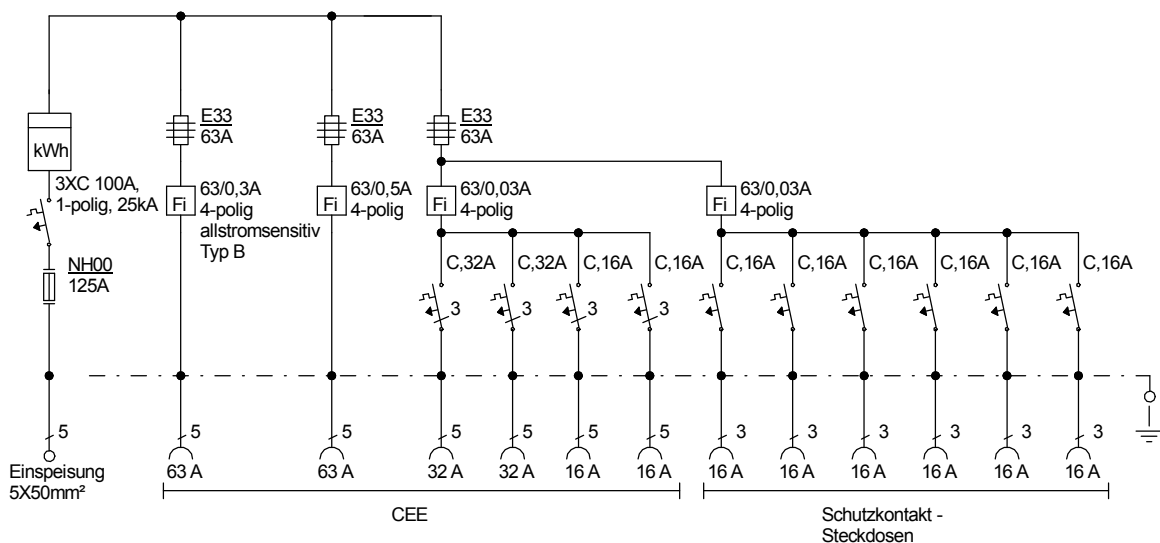 E33
63A
E33
63A
E33
63A
kWh
3XC 100A,
1-polig, 25kA
Fi
63/0,3A
4-polig
allstromsensitiv
Typ B
Fi
63/0,5A
4-polig
Fi
63/0,03A
4-polig
Fi
63/0,03A
4-polig
NH00
125A
C,32A
C,32A
C,16A
C,16A
C,16A
C,16A
C,16A
C,16A
C,16A
C,16A
3
3
3
3
5
5
5
5
5
5
5
3
3
3
3
3
3
Einspeisung
5X50mm²
63 A
63 A
32 A
32 A
16 A
16 A
16 A
16 A
16 A
16 A
16 A
16 A
CEE
Schutzkontakt -
Steckdosen